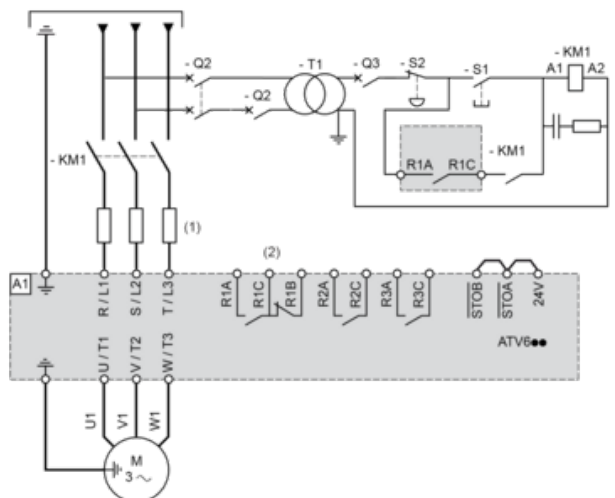 - Q2
- T1
- Q3
- S2
- S1
- KM1
A1
A2
- Q2
- KM1
R1A
R1C
- KM1
(1)
(2)
A1
R / L1
S / L2
T / L3
R1A
R1C
R1B
R2A
R2C
R3A
R3C
STOB
STOA
24V
ATV6●●
U / T1
V / T2
W / T3
U1
V1
W1
M
3 ~